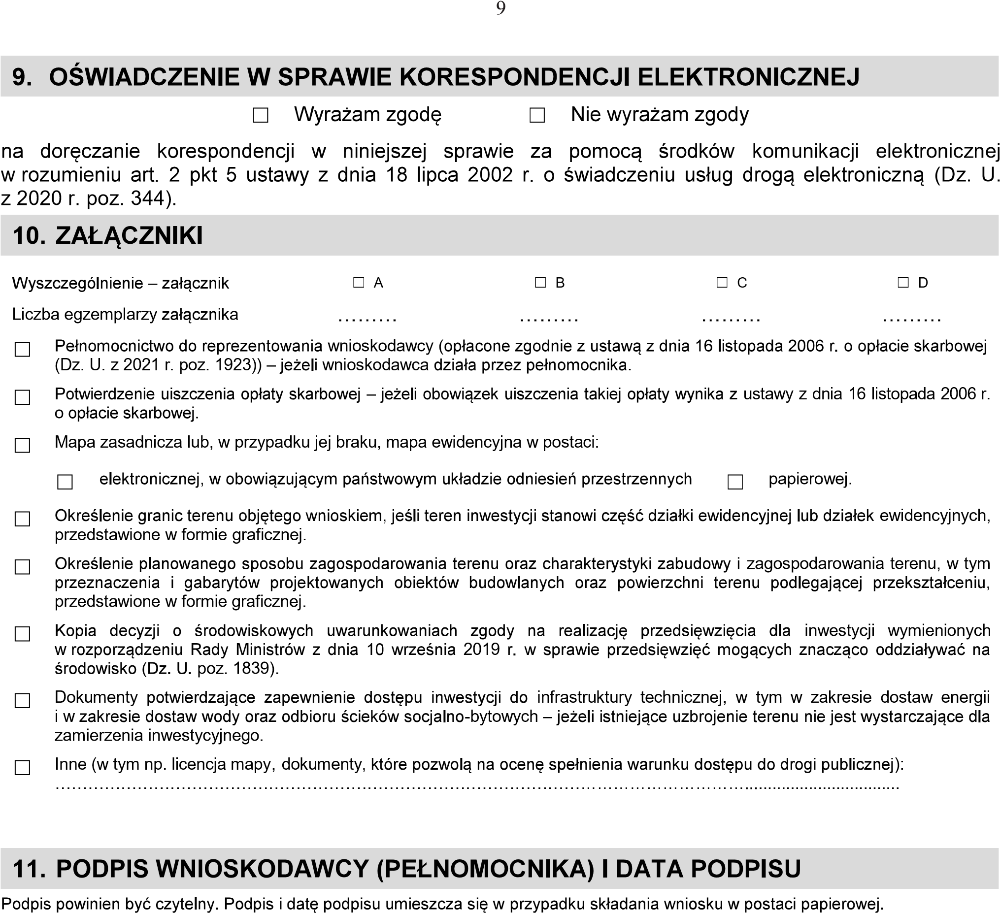 9
9. OŚWIADCZENIE W SPRAWIE KORESPONDENCJI ELEKTRONICZNEJ
☐ Wyrażam zgodę ☐ Nie wyrażam zgody
na doręczanie korespondencji w niniejszej sprawie za pomocą środków komunikacji elektronicznej
w rozumieniu art. 2 pkt 5 ustawy z dnia 18 lipca 2002 r. o świadczeniu usług drogą elektroniczną (Dz. U.
z 2020 r. poz. 344).
10. ZAŁĄCZNIKI
Wyszczególnienie – załącznik ☐ A ☐ B ☐ C ☐ D
Liczba egzemplarzy załącznika ……… ……… ……… ………
☐ Pełnomocnictwo do reprezentowania wnioskodawcy (opłacone zgodnie z ustawą z dnia 16 listopada 2006 r. o opłacie skarbowej
(Dz. U. z 2021 r. poz. 1923)) – jeżeli wnioskodawca działa przez pełnomocnika.
☐ Potwierdzenie uiszczenia opłaty skarbowej – jeżeli obowiązek uiszczenia takiej opłaty wynika z ustawy z dnia 16 listopada 2006 r.
o opłacie skarbowej.
☐ Mapa zasadnicza lub, w przypadku jej braku, mapa ewidencyjna w postaci:
☐ elektronicznej, w obowiązującym państwowym układzie odniesień przestrzennych ☐ papierowej.
☐ Określenie granic terenu objętego wnioskiem, jeśli teren inwestycji stanowi część działki ewidencyjnej lub działek ewidencyjnych,
przedstawione w formie graficznej.
☐ Określenie planowanego sposobu zagospodarowania terenu oraz charakterystyki zabudowy i zagospodarowania terenu, w tym
przeznaczenia i gabarytów projektowanych obiektów budowlanych oraz powierzchni terenu podlegającej przekształceniu,
przedstawione w formie graficznej.
☐ Kopia decyzji o środowiskowych uwarunkowaniach zgody na realizację przedsięwzięcia dla inwestycji wymienionych
w rozporządzeniu Rady Ministrów z dnia 10 września 2019 r. w sprawie przedsięwzięć mogących znacząco oddziaływać na
środowisko (Dz. U. poz. 1839).
☐ Dokumenty potwierdzające zapewnienie dostępu inwestycji do infrastruktury technicznej, w tym w zakresie dostaw energii
i w zakresie dostaw wody oraz odbioru ścieków socjalno-bytowych – jeżeli istniejące uzbrojenie terenu nie jest wystarczające dla
zamierzenia inwestycyjnego.
☐ Inne (w tym np. licencja mapy, dokumenty, które pozwolą na ocenę spełnienia warunku dostępu do drogi publicznej):
……………………………………………………………………………………………………………………...............................
11. PODPIS WNIOSKODAWCY (PEŁNOMOCNIKA) I DATA PODPISU
Podpis powinien być czytelny. Podpis i datę podpisu umieszcza się w przypadku składania wniosku w postaci papierowej.